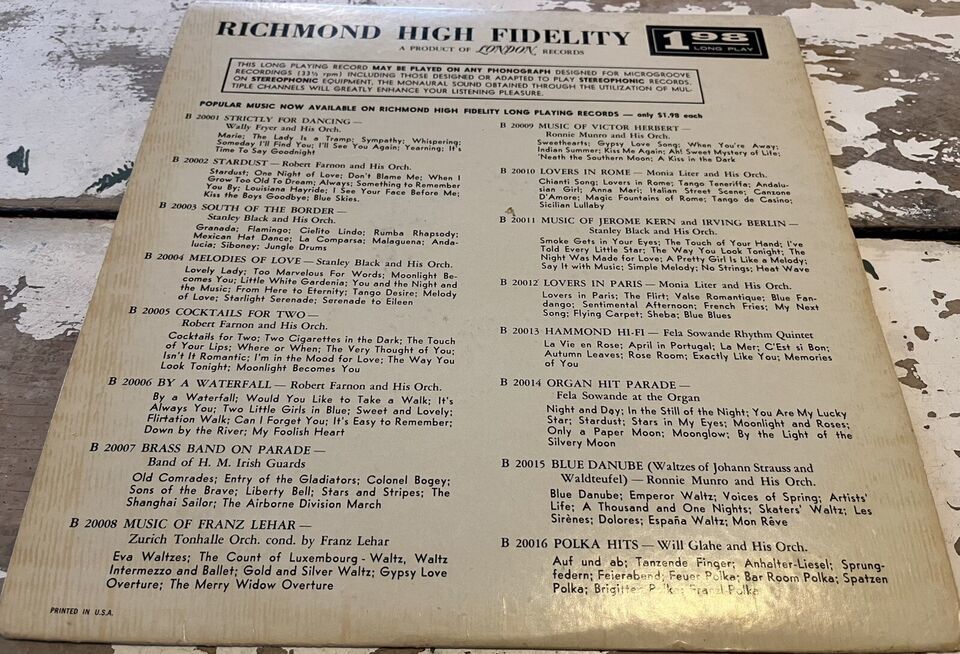 RICHMOND HIGH FIDELITY
A PRODUCT OF LONDON RECORDS
1 98
LONG PLAY
THIS LONG PLAYING RECORD MAY BE PLAYED ON ANY PHONOGRAPH DESIGNED FOR MICROGROOVE
RECORDINGS (33⅓ rpm) INCLUDING THOSE DESIGNED OR ADAPTED TO PLAY STEREOPHONIC RECORDS.
ON STEREOPHONIC EQUIPMENT, THE MONAURAL SOUND OBTAINED THROUGH THE UTILIZATION OF MUL-
TIPLE CHANNELS WILL GREATLY ENHANCE YOUR LISTENING PLEASURE.
POPULAR MUSIC NOW AVAILABLE ON RICHMOND HIGH FIDELITY LONG PLAYING RECORDS — only $1.98 each
B 20001 STRICTLY FOR DANCING —
Wally Fryer and His Orch.
Marie; The Lady Is a Tramp; Sympathy; Whispering;
Someday I'll Find You; I'll See You Again; Yearning; It's
Time To Say Goodnight
B 20002 STARDUST — Robert Farnon and His Orch.
Stardust; One Night of Love; Don't Blame Me; When I
Grow Too Old To Dream; Always; Something to Remember
You By; Louisiana Hayride; I See Your Face Before Me;
Kiss the Boys Goodbye; Blue Skies.
B 20003 SOUTH OF THE BORDER —
Stanley Black and His Orch.
Granada; Flamingo; Cielito Lindo; Rumba Rhapsody;
Mexican Hat Dance; La Comparsa; Malaguena; Anda-
lucia; Siboney; Jungle Drums
B 20004 MELODIES OF LOVE — Stanley Black and His Orch.
Lovely Lady; Too Marvelous For Words; Moonlight Be-
comes You; Little White Gardenia; You and the Night and
the Music; From Here to Eternity; Tango Desire; Melody
of Love; Starlight Serenade; Serenade to Eileen
B 20005 COCKTAILS FOR TWO —
Robert Farnon and His Orch.
Cocktails for Two; Two Cigarettes in the Dark; The Touch
of Your Lips; Where or When; The Very Thought of You;
Isn't It Romantic; I'm in the Mood for Love; The Way You
Look Tonight; Moonlight Becomes You
B 20006 BY A WATERFALL — Robert Farnon and His Orch.
By a Waterfall; Would You Like to Take a Walk; It's
Always You; Two Little Girls in Blue; Sweet and Lovely;
Flirtation Walk; Can I Forget You; It's Easy to Remember;
Down by the River; My Foolish Heart
B 20007 BRASS BAND ON PARADE —
Band of H. M. Irish Guards
Old Comrades; Entry of the Gladiators; Colonel Bogey;
Sons of the Brave; Liberty Bell; Stars and Stripes; The
Shanghai Sailor; The Airborne Division March
B 20008 MUSIC OF FRANZ LEHAR —
Zurich Tonhalle Orch. cond. by Franz Lehar
Eva Waltzes; The Count of Luxembourg - Waltz, Waltz
Intermezzo and Ballet; Gold and Silver Waltz; Gypsy Love
Overture; The Merry Widow Overture
PRINTED IN U.S.A.
B 20009 MUSIC OF VICTOR HERBERT —
Ronnie Munro and His Orch.
Sweethearts; Gypsy Love Song; When You're Away;
Indian Summer; Kiss Me Again; Ah! Sweet Mystery of Life;
'Neath the Southern Moon; A Kiss in the Dark
B 20010 LOVERS IN ROME — Monia Liter and His Orch.
Chianti Song; Lovers in Rome; Tango Teneriffa; Andalu-
sian Girl; Anna Mari; Italian Street Scene; Canzone
D'Amore; Magic Fountains of Rome; Tango de Casino;
Sicilian Lullaby
B 20011 MUSIC OF JEROME KERN and IRVING BERLIN —
Stanley Black and His Orch.
Smoke Gets in Your Eyes; The Touch of Your Hand; I've
Told Every Little Star; The Way You Look Tonight; The
Night Was Made for Love; A Pretty Girl Is Like a Melody;
Say It with Music; Simple Melody; No Strings; Heat Wave
B 20012 LOVERS IN PARIS — Monia Liter and His Orch.
Lovers in Paris; The Flirt; Valse Romantique; Blue Fan-
dango; Sentimental Afternoon; French Fries; My Next
Song; Flying Carpet; Sheba; Blue Blues
B 20013 HAMMOND HI-FI — Fela Sowande Rhythm Quintet
La Vie en Rose; April in Portugal; La Mer; C'Est si Bon;
Autumn Leaves; Rose Room; Exactly Like You; Memories
of You
B 20014 ORGAN HIT PARADE —
Fela Sowande at the Organ
Night and Day; In the Still of the Night; You Are My Lucky
Star; Stardust; Stars in My Eyes; Moonlight and Roses;
Only a Paper Moon; Moonglow; By the Light of the
Silvery Moon
B 20015 BLUE DANUBE (Waltzes of Johann Strauss and
Waldteufel) — Ronnie Munro and His Orch.
Blue Danube; Emperor Waltz; Voices of Spring; Artists'
Life; A Thousand and One Nights; Skaters' Waltz; Les
Sirènes; Dolores; España Waltz; Mon Rêve
B 20016 POLKA HITS — Will Glahe and His Orch.
Auf und ab; Tanzende Finger; Anhalter-Liesel; Sprung-
federn; Feierabend; Feuer Polka; Bar Room Polka; Spatzen
Polka; Brigitte Polka; Franzl Polka